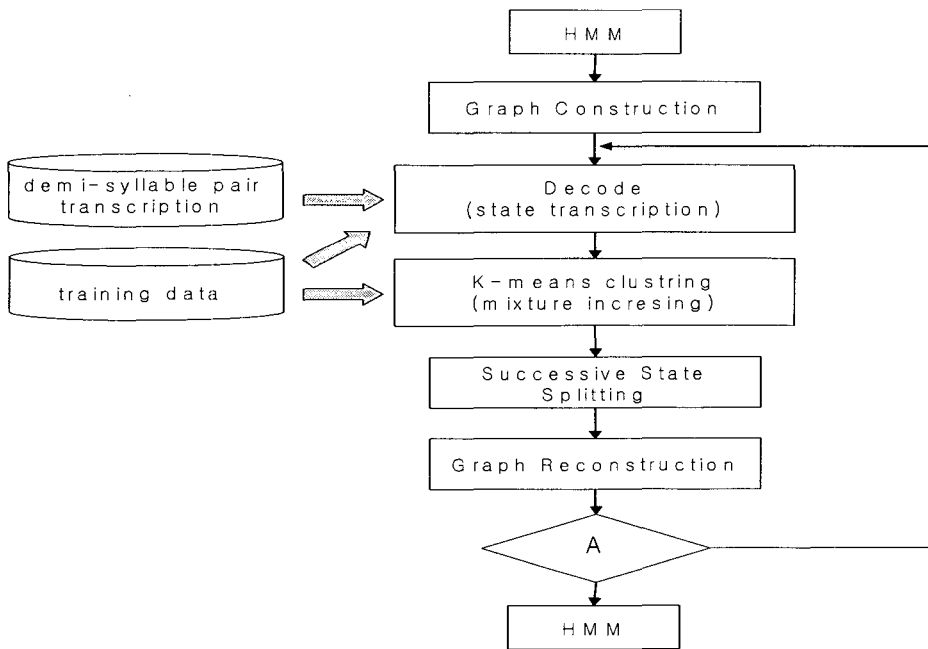 HMM
Graph Construction
demi-syllable pair
transcription
Decode
(state transcription)
training data
K-means clustring
(mixture incresing)
Successive State
Splitting
Graph Reconstruction
A
HMM